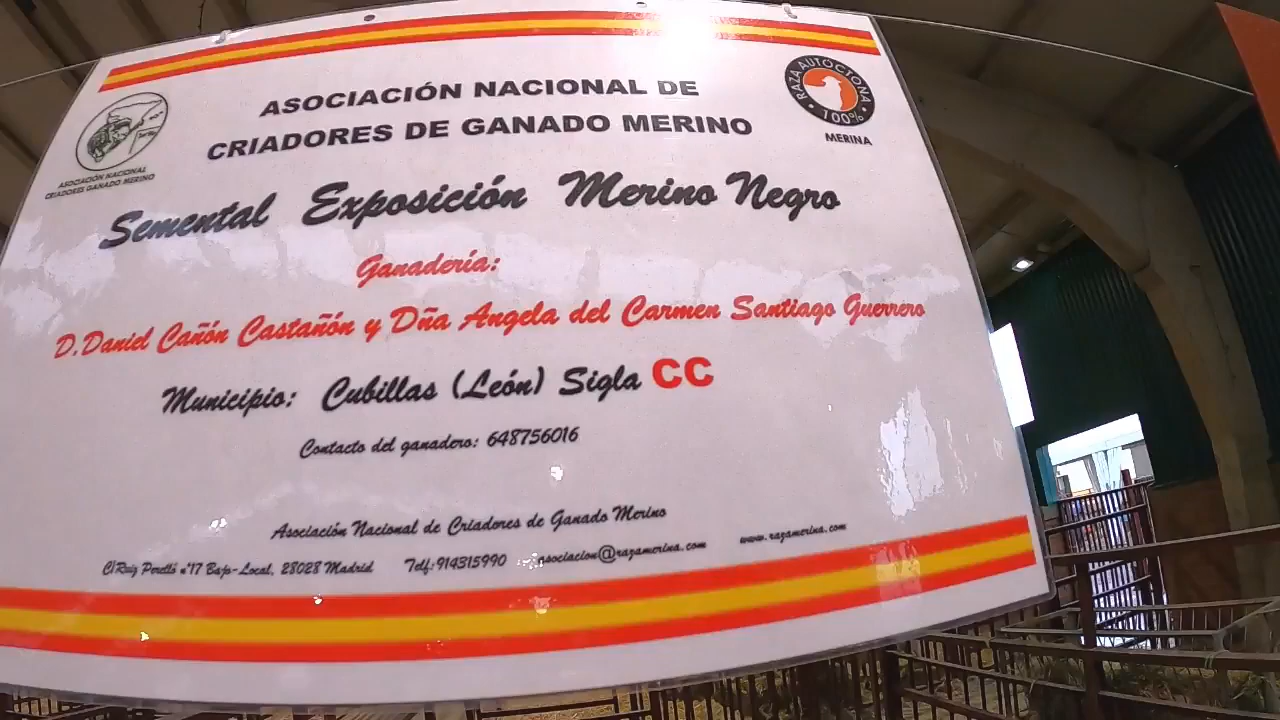 ASOCIACIÓN NACIONAL DE
CRIADORES DE GANADO MERINO
ASOCIACIÓN NACIONAL
CRIADORES GANADO MERINO
RAZA AUTÓCTONA
100%
MERINA
Semental Exposición Merino Negro
Ganadería:
D.Daniel Cañón Castañón y Dña Angela del Carmen Santiago Guerrero
Municipio: Cubillas (León) Sigla CC
Contacto del ganadero: 648756016
Asociación Nacional de Criadores de Ganado Merino
C/Ruiz Perelló nº17 Bajo-Local, 28028 Madrid Telf:914315990 asociacion@razamerina.com www.razamerina.com